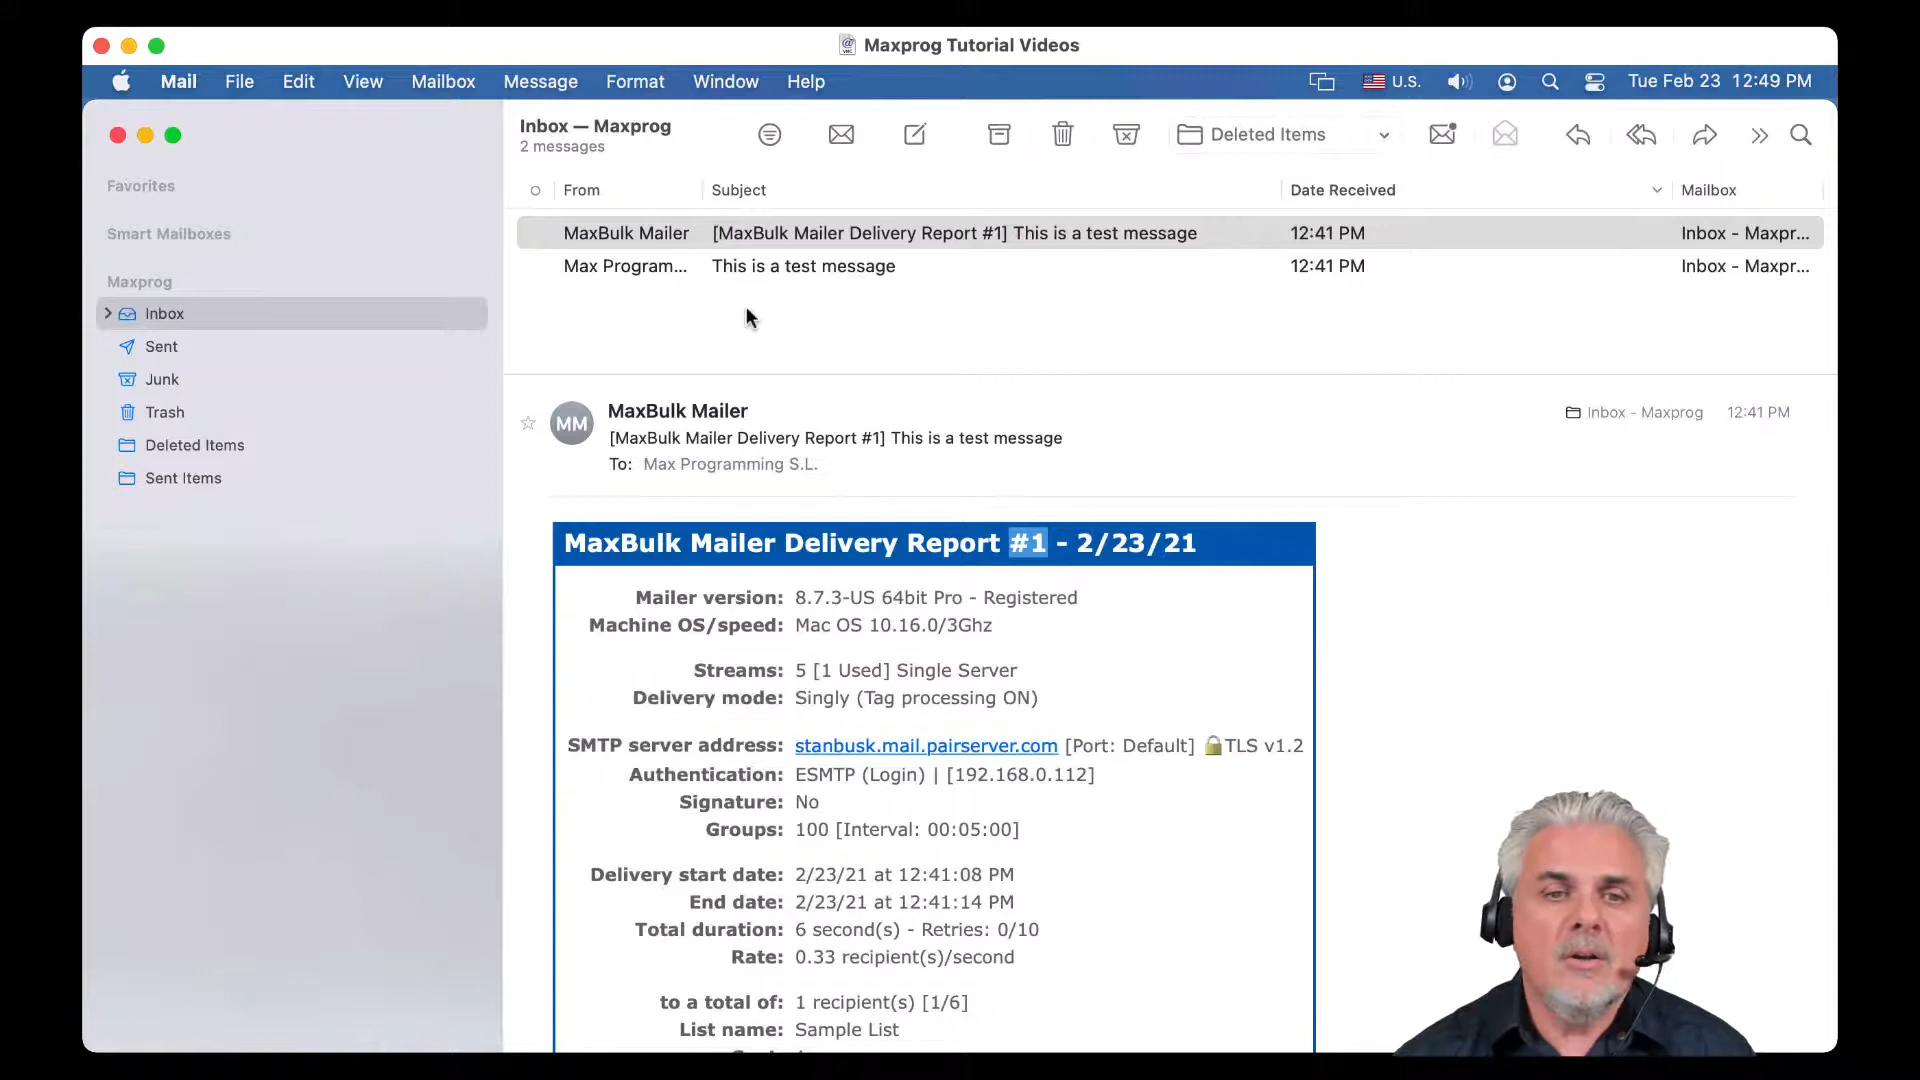 Maxprog Tutorial Videos
Mail File Edit View Mailbox Message Format Window Help U.S. Tue Feb 23 12:49 PM
Inbox — Maxprog
2 messages
Deleted Items
From Subject Date Received Mailbox
MaxBulk Mailer [MaxBulk Mailer Delivery Report #1] This is a test message 12:41 PM Inbox - Maxpr...
Max Program... This is a test message 12:41 PM Inbox - Maxpr...
Favorites
Smart Mailboxes
Maxprog
Inbox
Sent
Junk
Trash
Deleted Items
Sent Items
MM
MaxBulk Mailer
[MaxBulk Mailer Delivery Report #1] This is a test message
To: Max Programming S.L.
Inbox - Maxprog 12:41 PM
MaxBulk Mailer Delivery Report #1 - 2/23/21
Mailer version: 8.7.3-US 64bit Pro - Registered
Machine OS/speed: Mac OS 10.16.0/3Ghz
Streams: 5 [1 Used] Single Server
Delivery mode: Singly (Tag processing ON)
SMTP server address: stanbusk.mail.pairserver.com [Port: Default] TLS v1.2
Authentication: ESMTP (Login) | [192.168.0.112]
Signature: No
Groups: 100 [Interval: 00:05:00]
Delivery start date: 2/23/21 at 12:41:08 PM
End date: 2/23/21 at 12:41:14 PM
Total duration: 6 second(s) - Retries: 0/10
Rate: 0.33 recipient(s)/second
to a total of: 1 recipient(s) [1/6]
List name: Sample List